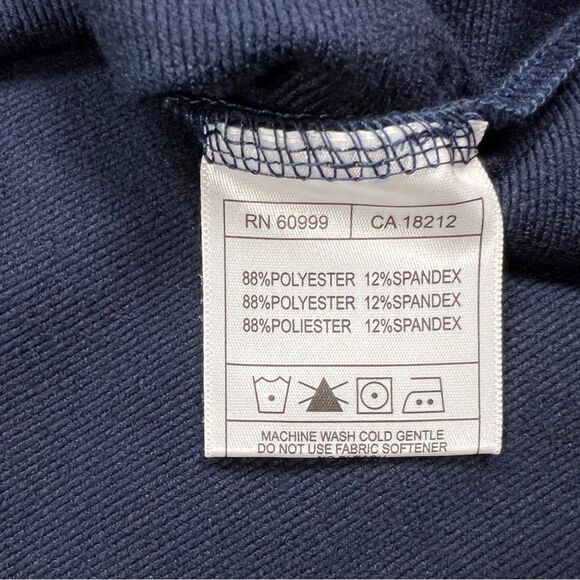 RN 60999 CA 18212
88%POLYESTER 12%SPANDEX
88%POLYESTER 12%SPANDEX
88%POLIESTER 12%SPANDEX
MACHINE WASH COLD GENTLE
DO NOT USE FABRIC SOFTENER